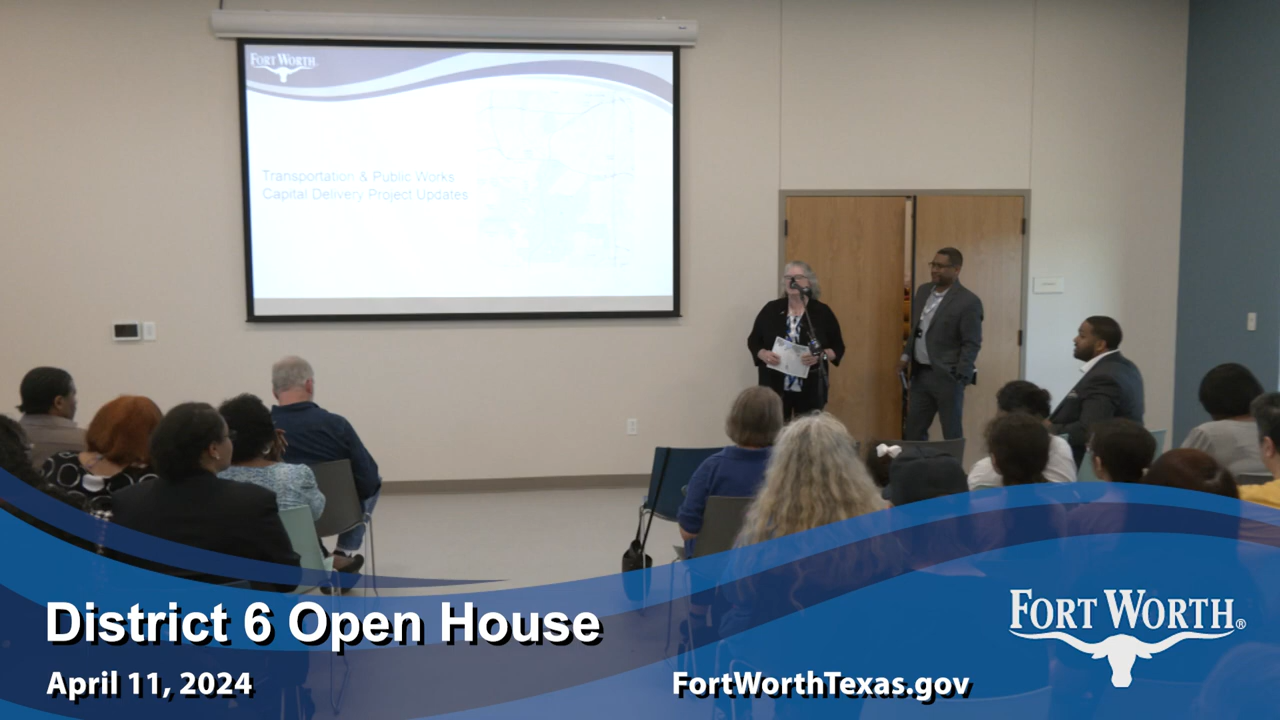 FORT WORTH
Transportation & Public Works
Capital Delivery Project Updates
District 6 Open House
April 11, 2024
FortWorthTexas.gov
FORT WORTH®